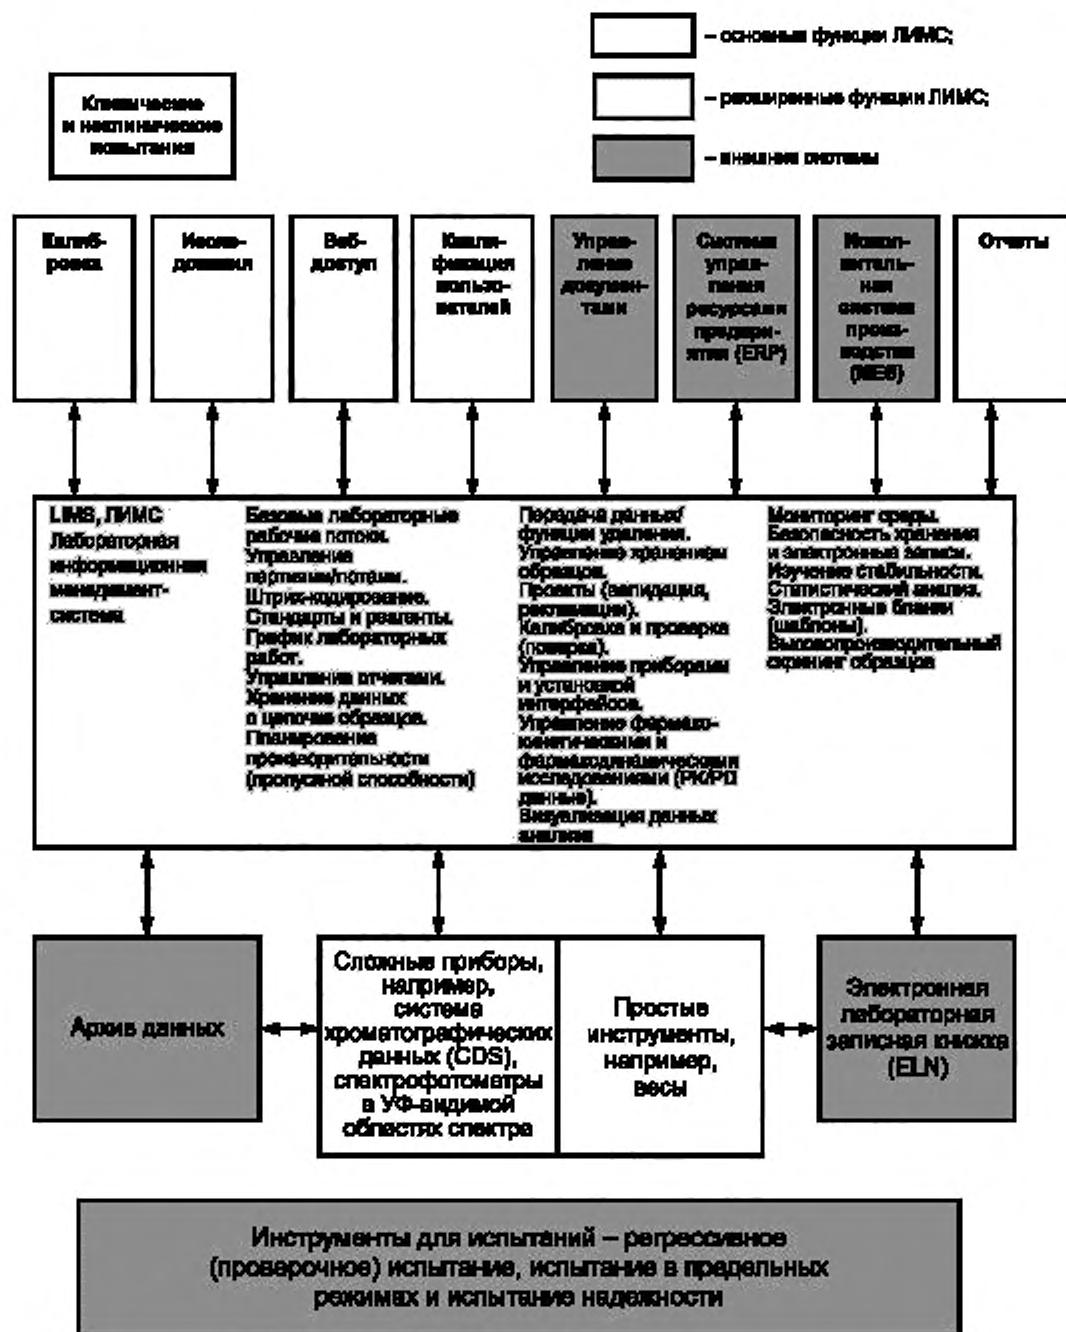 – основные функции ЛИМС;
– расширенные функции ЛИМС;
– внешние системы
Клинические
и неклинические
испытания
Калиб-
ровка
Иссле-
дования
Веб-
доступ
Квали-
фикация
пользо-
вателей
Управ-
ление
докумен-
тами
Система
управ-
ления
ресурсами
предпри-
ятия (ERP)
Испол-
нитель-
ная
система
произ-
водства
(MES)
Отчеты
LIMS, ЛИМС
Лабораторная
информационная
менеджмент-
система
Базовые лабораторные
рабочие потоки.
Управление
партиями/лотами.
Штрих-кодирование.
Стандарты и реагенты.
График лабораторных
работ.
Управление отчетами.
Хранение данных
о цепочке образцов.
Планирование
производительности
(пропускной способности)
Передача данных/
функции удаления.
Управление хранением
образцов.
Проекты (валидация,
рекламации).
Калибровка и проверка
(поверка).
Управление приборами
и установкой
интерфейсов.
Управление фармако-
кинетическими и
фармакодинамическими
исследованиями (PK/PD
данные).
Визуализация данных
анализа
Мониторинг среды.
Безопасность хранения
и электронные записи.
Изучение стабильности.
Статистический анализ.
Электронные бланки
(шаблоны).
Высокопроизводительный
скрининг образцов
Архив данных
Сложные приборы,
например,
система
хроматографических
данных (CDS),
спектрофотометры
в УФ-видимой
областях спектра
Простые
инструменты,
например,
весы
Электронная
лабораторная
записная книжка
(ELN)
Инструменты для испытаний – регрессивное
(проверочное) испытание, испытание в предельных
режимах и испытание надежности